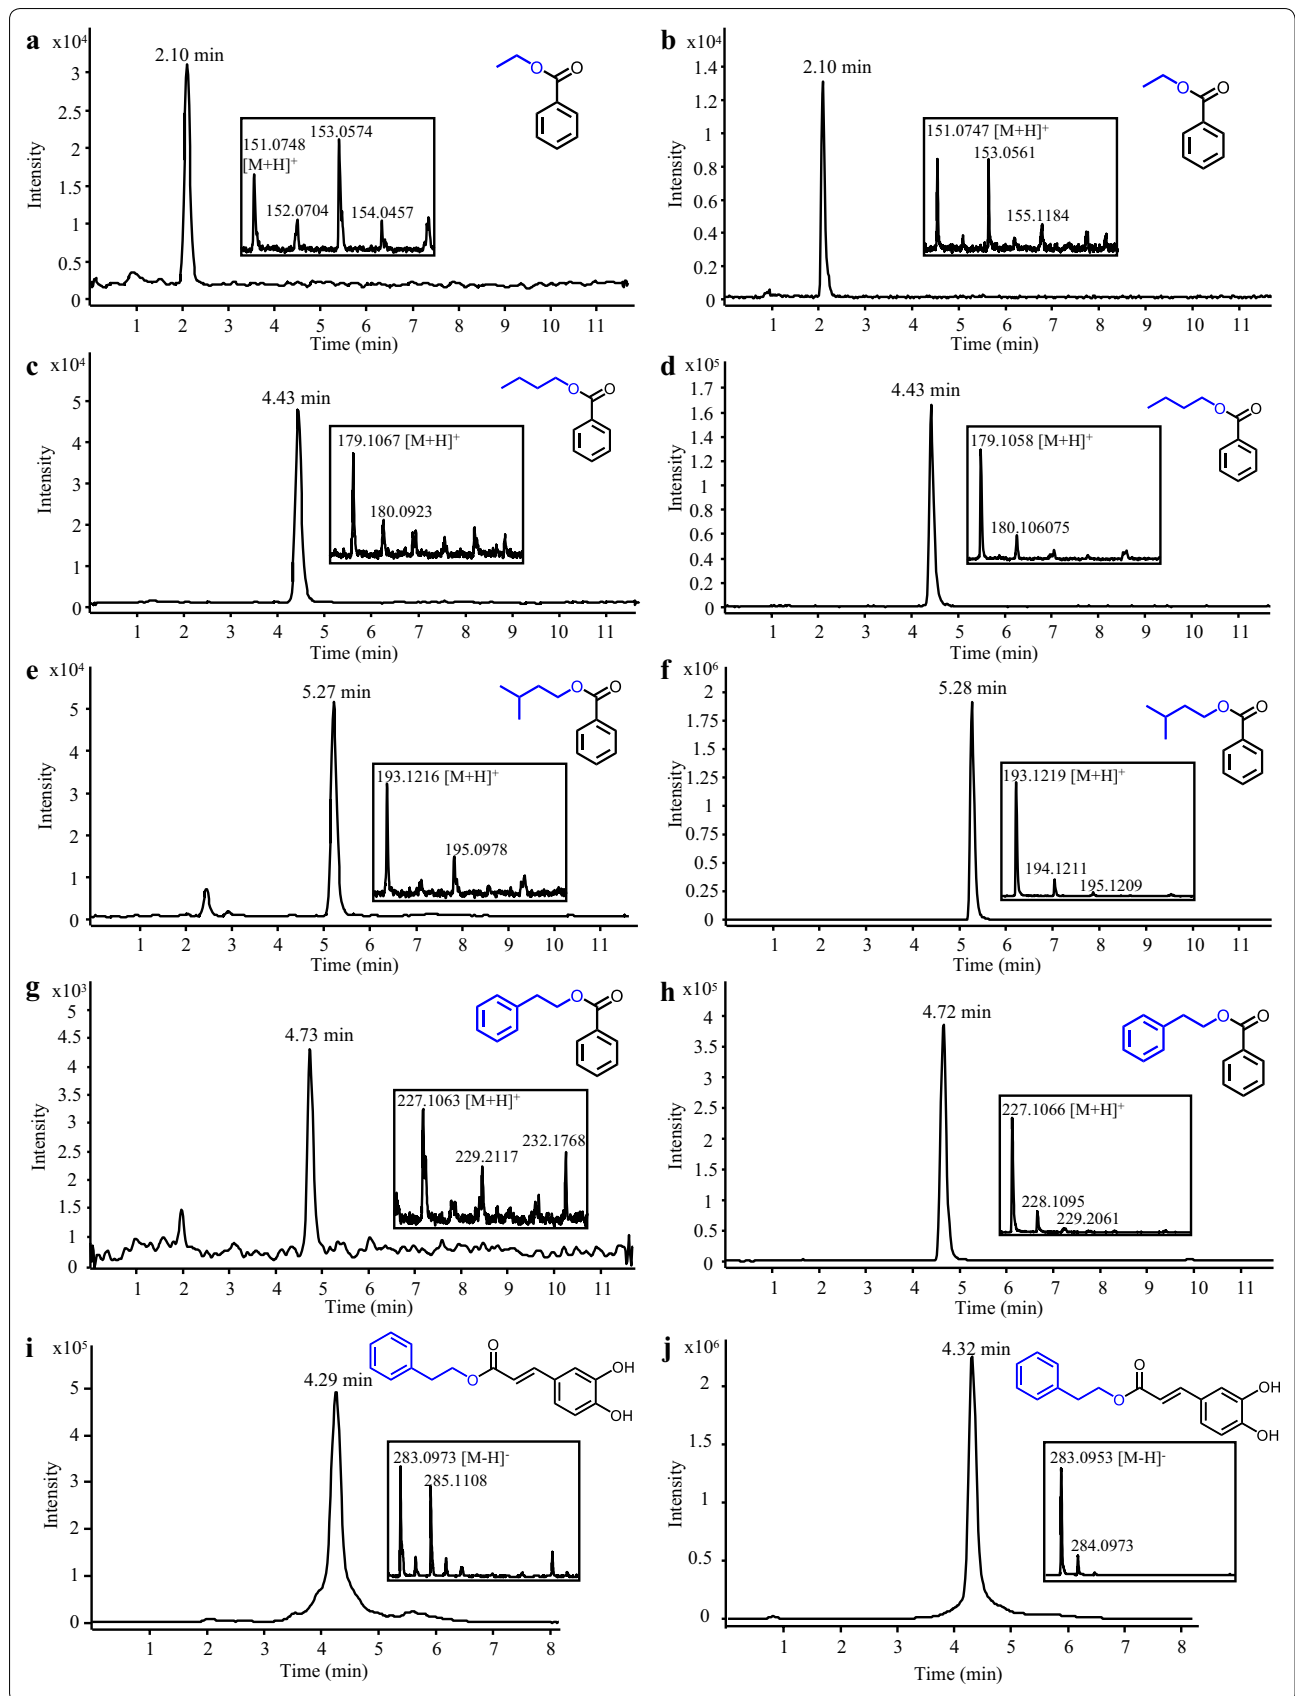 a
x10⁴
2.10 min
3
2.5
2
1.5
1
0.5
0
Intensity
151.0748
[M+H]⁺
153.0574
152.0704
154.0457
O
O
1 2 3 4 5 6 7 8 9 10 11
Time (min)
b
x10⁴
2.10 min
1.4
1.2
1
0.8
0.6
0.4
0.2
0
Intensity
151.0747 [M+H]⁺
153.0561
155.1184
O
O
1 2 3 4 5 6 7 8 9 10 11
Time (min)
c
x10⁴
4.43 min
5
4
3
2
1
0
Intensity
179.1067 [M+H]⁺
180.0923
O
O
1 2 3 4 5 6 7 8 9 10 11
Time (min)
d
x10⁵
4.43 min
1.7
1.6
1.4
1.2
1
0.8
0.6
0.4
0.2
0
Intensity
179.1058 [M+H]⁺
180.106075
O
O
1 2 3 4 5 6 7 8 9 10 11
Time (min)
e
x10⁴
5.27 min
5
4
3
2
1
0
Intensity
193.1216 [M+H]⁺
195.0978
O
O
1 2 3 4 5 6 7 8 9 10 11
Time (min)
f
x10⁶
5.28 min
2
1.75
1.5
1.25
1
0.75
0.5
0.25
0
Intensity
193.1219 [M+H]⁺
194.1211
195.1209
O
O
1 2 3 4 5 6 7 8 9 10 11
Time (min)
g
x10³
4.73 min
5
4.5
4
3.5
3
2.5
2
1.5
1
0
Intensity
227.1063 [M+H]⁺
232.1768
229.2117
O
O
1 2 3 4 5 6 7 8 9 10 11
Time (min)
h
x10⁵
4.72 min
4
3.5
3
2.5
2
1.5
1
0.5
0
Intensity
227.1066 [M+H]⁺
228.1095
229.2061
O
O
1 2 3 4 5 6 7 8 9 10 11
Time (min)
i
x10⁵
4.29 min
5
4
3
2
1
0
Intensity
283.0973 [M-H]⁻
285.1108
O
O
OH
OH
1 2 3 4 5 6 7 8
Time (min)
j
x10⁶
4.32 min
2
1.5
1
0.5
0
Intensity
283.0953 [M-H]⁻
284.0973
O
O
OH
OH
1 2 3 4 5 6 7 8
Time (min)